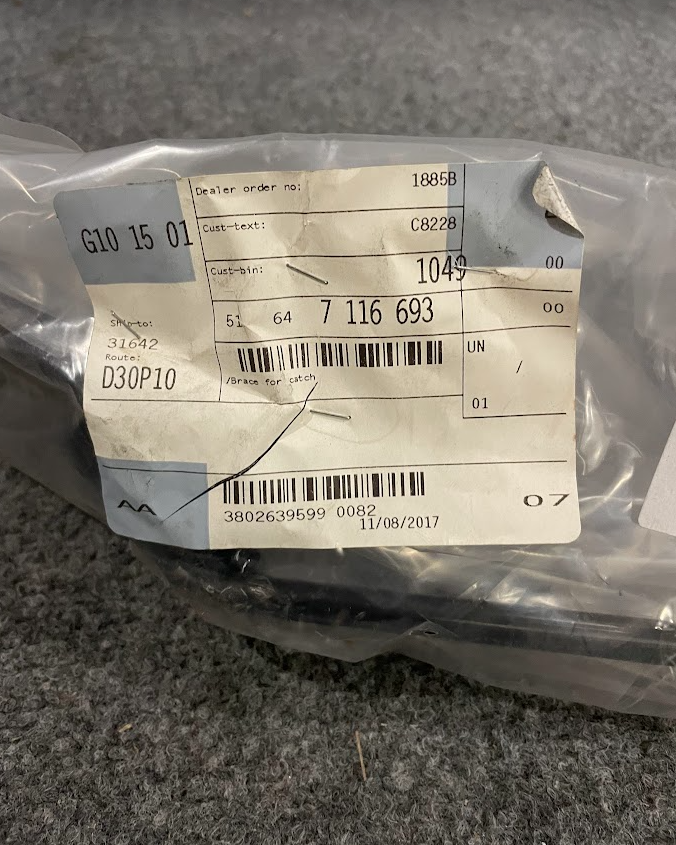 G10 15 01
Dealer order no: 1885B
Cust-text: C8228
Cust-bin: 1049
00
51 64 7 116 693
00
Ship-to:
31642
Route:
D30P10
/Brace for catch
UN
/
01
AA
3802639599 0082
11/08/2017
07